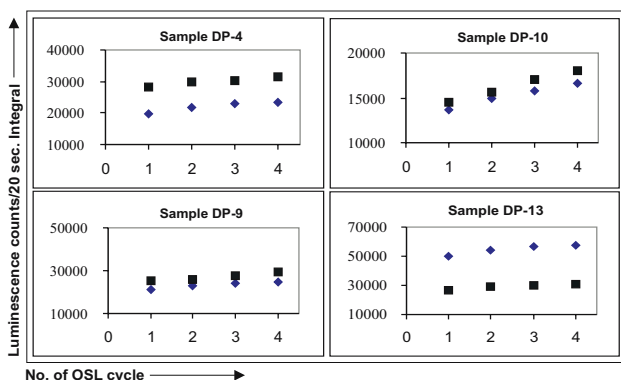 Luminescence counts/20 sec. Integral
Sample DP-4
40000
30000
20000
10000
0 1 2 3 4
Sample DP-10
20000
15000
10000
0 1 2 3 4
Sample DP-9
50000
30000
10000
0 1 2 3 4
Sample DP-13
70000
50000
30000
10000
0 1 2 3 4
No. of OSL cycle